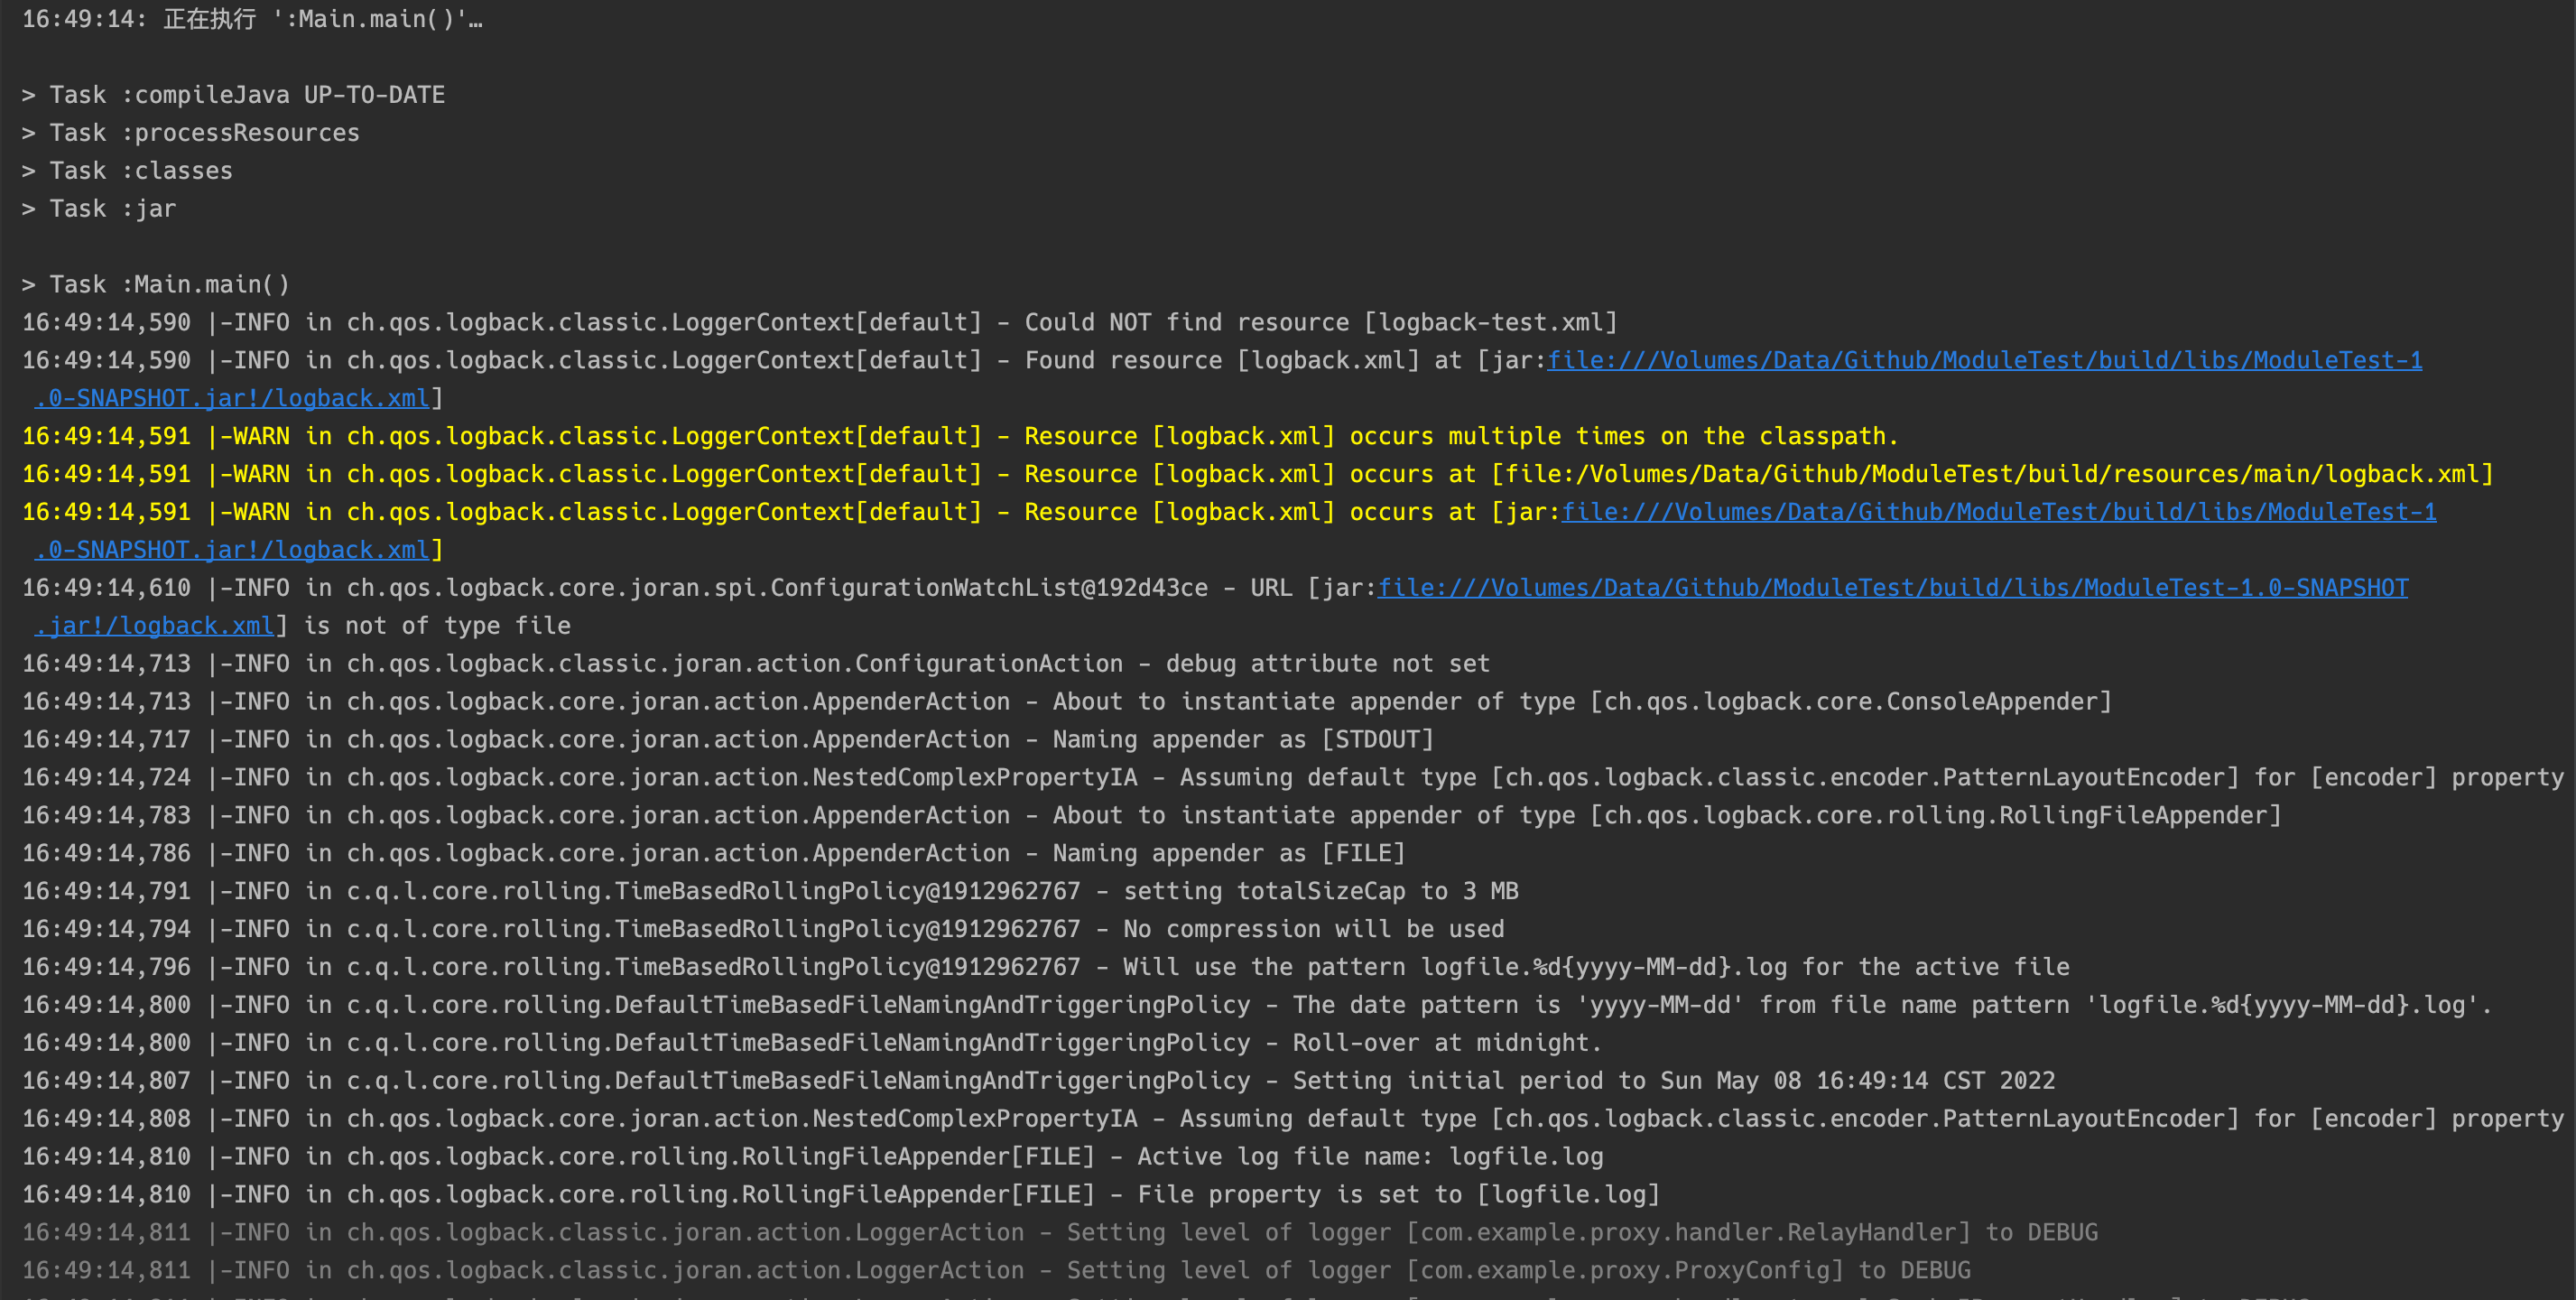 16:49:14: 正在执行 ':Main.main()'…
> Task :compileJava UP-TO-DATE
> Task :processResources
> Task :classes
> Task :jar
> Task :Main.main()
16:49:14,590 |-INFO in ch.qos.logback.classic.LoggerContext[default] - Could NOT find resource [logback-test.xml]
16:49:14,590 |-INFO in ch.qos.logback.classic.LoggerContext[default] - Found resource [logback.xml] at [jar:file:///Volumes/Data/Github/ModuleTest/build/libs/ModuleTest-1
.0-SNAPSHOT.jar!/logback.xml]
16:49:14,591 |-WARN in ch.qos.logback.classic.LoggerContext[default] - Resource [logback.xml] occurs multiple times on the classpath.
16:49:14,591 |-WARN in ch.qos.logback.classic.LoggerContext[default] - Resource [logback.xml] occurs at [file:/Volumes/Data/Github/ModuleTest/build/resources/main/logback.xml]
16:49:14,591 |-WARN in ch.qos.logback.classic.LoggerContext[default] - Resource [logback.xml] occurs at [jar:file:///Volumes/Data/Github/ModuleTest/build/libs/ModuleTest-1
.0-SNAPSHOT.jar!/logback.xml]
16:49:14,610 |-INFO in ch.qos.logback.core.joran.spi.ConfigurationWatchList@192d43ce - URL [jar:file:///Volumes/Data/Github/ModuleTest/build/libs/ModuleTest-1.0-SNAPSHOT
.jar!/logback.xml] is not of type file
16:49:14,713 |-INFO in ch.qos.logback.classic.joran.action.ConfigurationAction - debug attribute not set
16:49:14,713 |-INFO in ch.qos.logback.core.joran.action.AppenderAction - About to instantiate appender of type [ch.qos.logback.core.ConsoleAppender]
16:49:14,717 |-INFO in ch.qos.logback.core.joran.action.AppenderAction - Naming appender as [STDOUT]
16:49:14,724 |-INFO in ch.qos.logback.core.joran.action.NestedComplexPropertyIA - Assuming default type [ch.qos.logback.classic.encoder.PatternLayoutEncoder] for [encoder] property
16:49:14,783 |-INFO in ch.qos.logback.core.joran.action.AppenderAction - About to instantiate appender of type [ch.qos.logback.core.rolling.RollingFileAppender]
16:49:14,786 |-INFO in ch.qos.logback.core.joran.action.AppenderAction - Naming appender as [FILE]
16:49:14,791 |-INFO in c.q.l.core.rolling.TimeBasedRollingPolicy@1912962767 - setting totalSizeCap to 3 MB
16:49:14,794 |-INFO in c.q.l.core.rolling.TimeBasedRollingPolicy@1912962767 - No compression will be used
16:49:14,796 |-INFO in c.q.l.core.rolling.TimeBasedRollingPolicy@1912962767 - Will use the pattern logfile.%d{yyyy-MM-dd}.log for the active file
16:49:14,800 |-INFO in c.q.l.core.rolling.DefaultTimeBasedFileNamingAndTriggeringPolicy - The date pattern is 'yyyy-MM-dd' from file name pattern 'logfile.%d{yyyy-MM-dd}.log'.
16:49:14,800 |-INFO in c.q.l.core.rolling.DefaultTimeBasedFileNamingAndTriggeringPolicy - Roll-over at midnight.
16:49:14,807 |-INFO in c.q.l.core.rolling.DefaultTimeBasedFileNamingAndTriggeringPolicy - Setting initial period to Sun May 08 16:49:14 CST 2022
16:49:14,808 |-INFO in ch.qos.logback.core.joran.action.NestedComplexPropertyIA - Assuming default type [ch.qos.logback.classic.encoder.PatternLayoutEncoder] for [encoder] property
16:49:14,810 |-INFO in ch.qos.logback.core.rolling.RollingFileAppender[FILE] - Active log file name: logfile.log
16:49:14,810 |-INFO in ch.qos.logback.core.rolling.RollingFileAppender[FILE] - File property is set to [logfile.log]
16:49:14,811 |-INFO in ch.qos.logback.classic.joran.action.LoggerAction - Setting level of logger [com.example.proxy.handler.RelayHandler] to DEBUG
16:49:14,811 |-INFO in ch.qos.logback.classic.joran.action.LoggerAction - Setting level of logger [com.example.proxy.ProxyConfig] to DEBUG